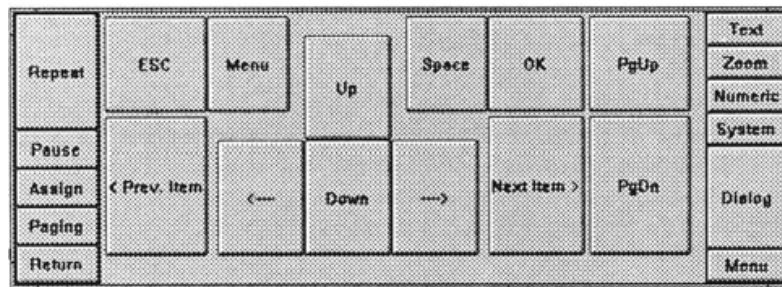 Repeat
Pause
Assign
Paging
Return
ESC
Menu
Up
Space
OK
PgUp
< Prev. Item
<----
Down
---->
Next Item >
PgDn
Text
Zoom
Numeric
System
Dialog
Menu